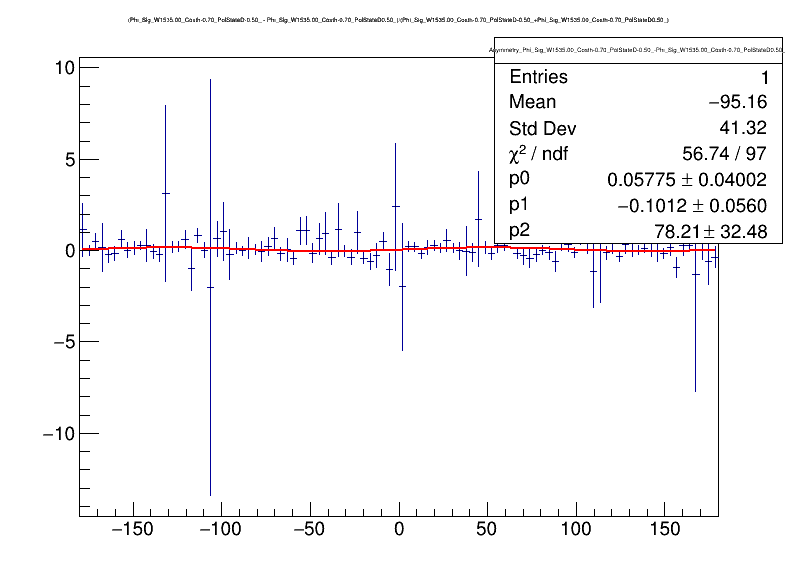 (Phi_Sig_W1535.00_Costh-0.70_PolStateD-0.50_ - Phi_Sig_W1535.00_Costh-0.70_PolStateD0.50_)/(Phi_Sig_W1535.00_Costh-0.70_PolStateD-0.50_+Phi_Sig_W1535.00_Costh-0.70_PolStateD0.50_)
Asymmetry_Phi_Sig_W1535.00_Costh-0.70_PolStateD-0.50_-Phi_Sig_W1535.00_Costh-0.70_PolStateD0.50_
Entries 1
Mean −95.16
Std Dev 41.32
χ² / ndf 56.74 / 97
p0 0.05775 ± 0.04002
p1 −0.1012 ± 0.0560
p2 78.21 ± 32.48
10
5
0
−5
−10
−150 −100 −50 0 50 100 150